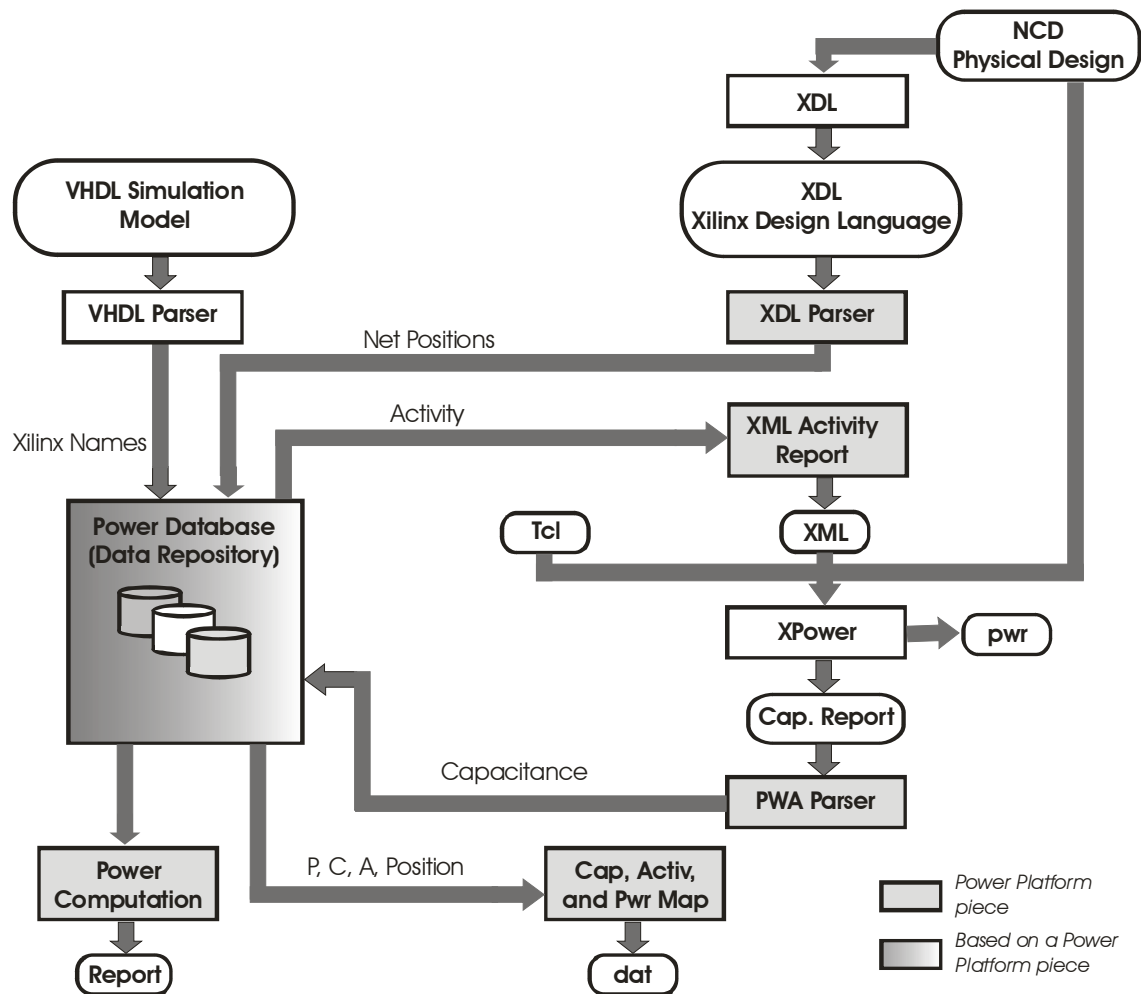 NCD
Physical Design
XDL
VHDL Simulation
Model
XDL
Xilinx Design Language
VHDL Parser
XDL Parser
Net Positions
Activity
XML Activity
Report
Xilinx Names
Power Database
(Data Repository)
Tcl
XML
XPower
pwr
Cap. Report
Capacitance
PWA Parser
Power
Computation
P, C, A, Position
Cap, Activ,
and Pwr Map
Power Platform
piece
Report
dat
Based on a Power
Platform piece